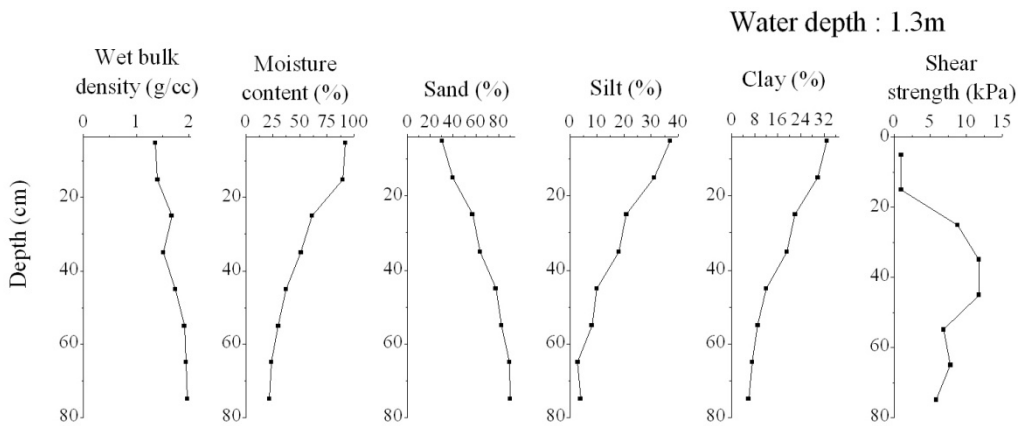 Water depth : 1.3m
Wet bulk
density (g/cc)
Moisture
content (%)
Sand (%)
Silt (%)
Clay (%)
Shear
strength (kPa)
0 1 2
0 25 50 75 100
0 20 40 60 80
0 10 20 30 40
0 8 16 24 32
0 5 10 15
0
Depth (cm)
20 20 20 20 20 20
40 40 40 40 40 40
60 60 60 60 60 60
80 80 80 80 80 80